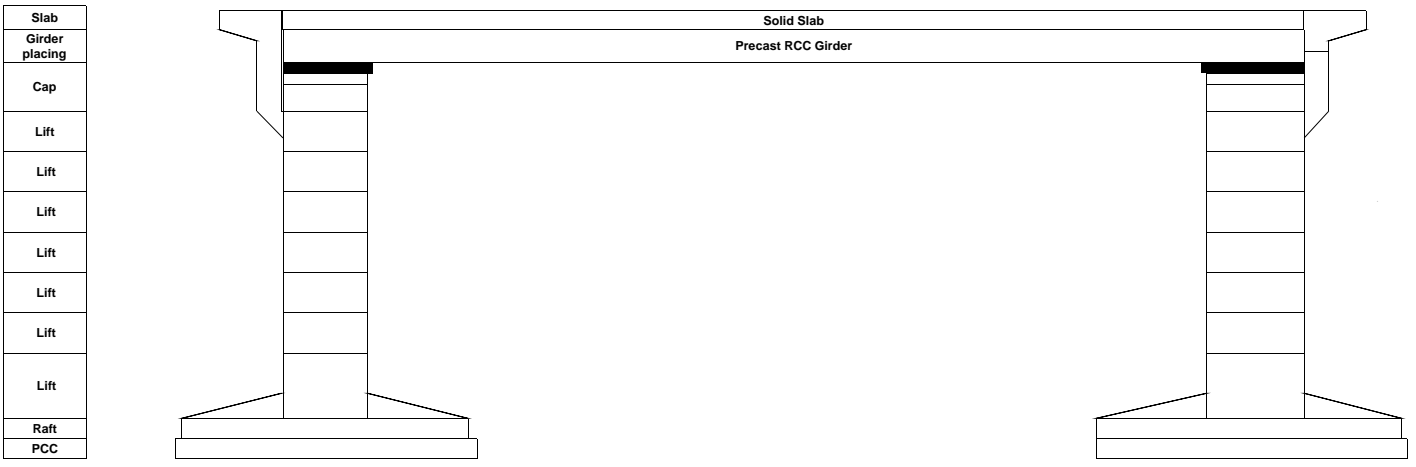 Slab
Solid Slab
Girder
placing
Precast RCC Girder
Cap
Lift
Lift
Lift
Lift
Lift
Lift
Lift
Raft
PCC